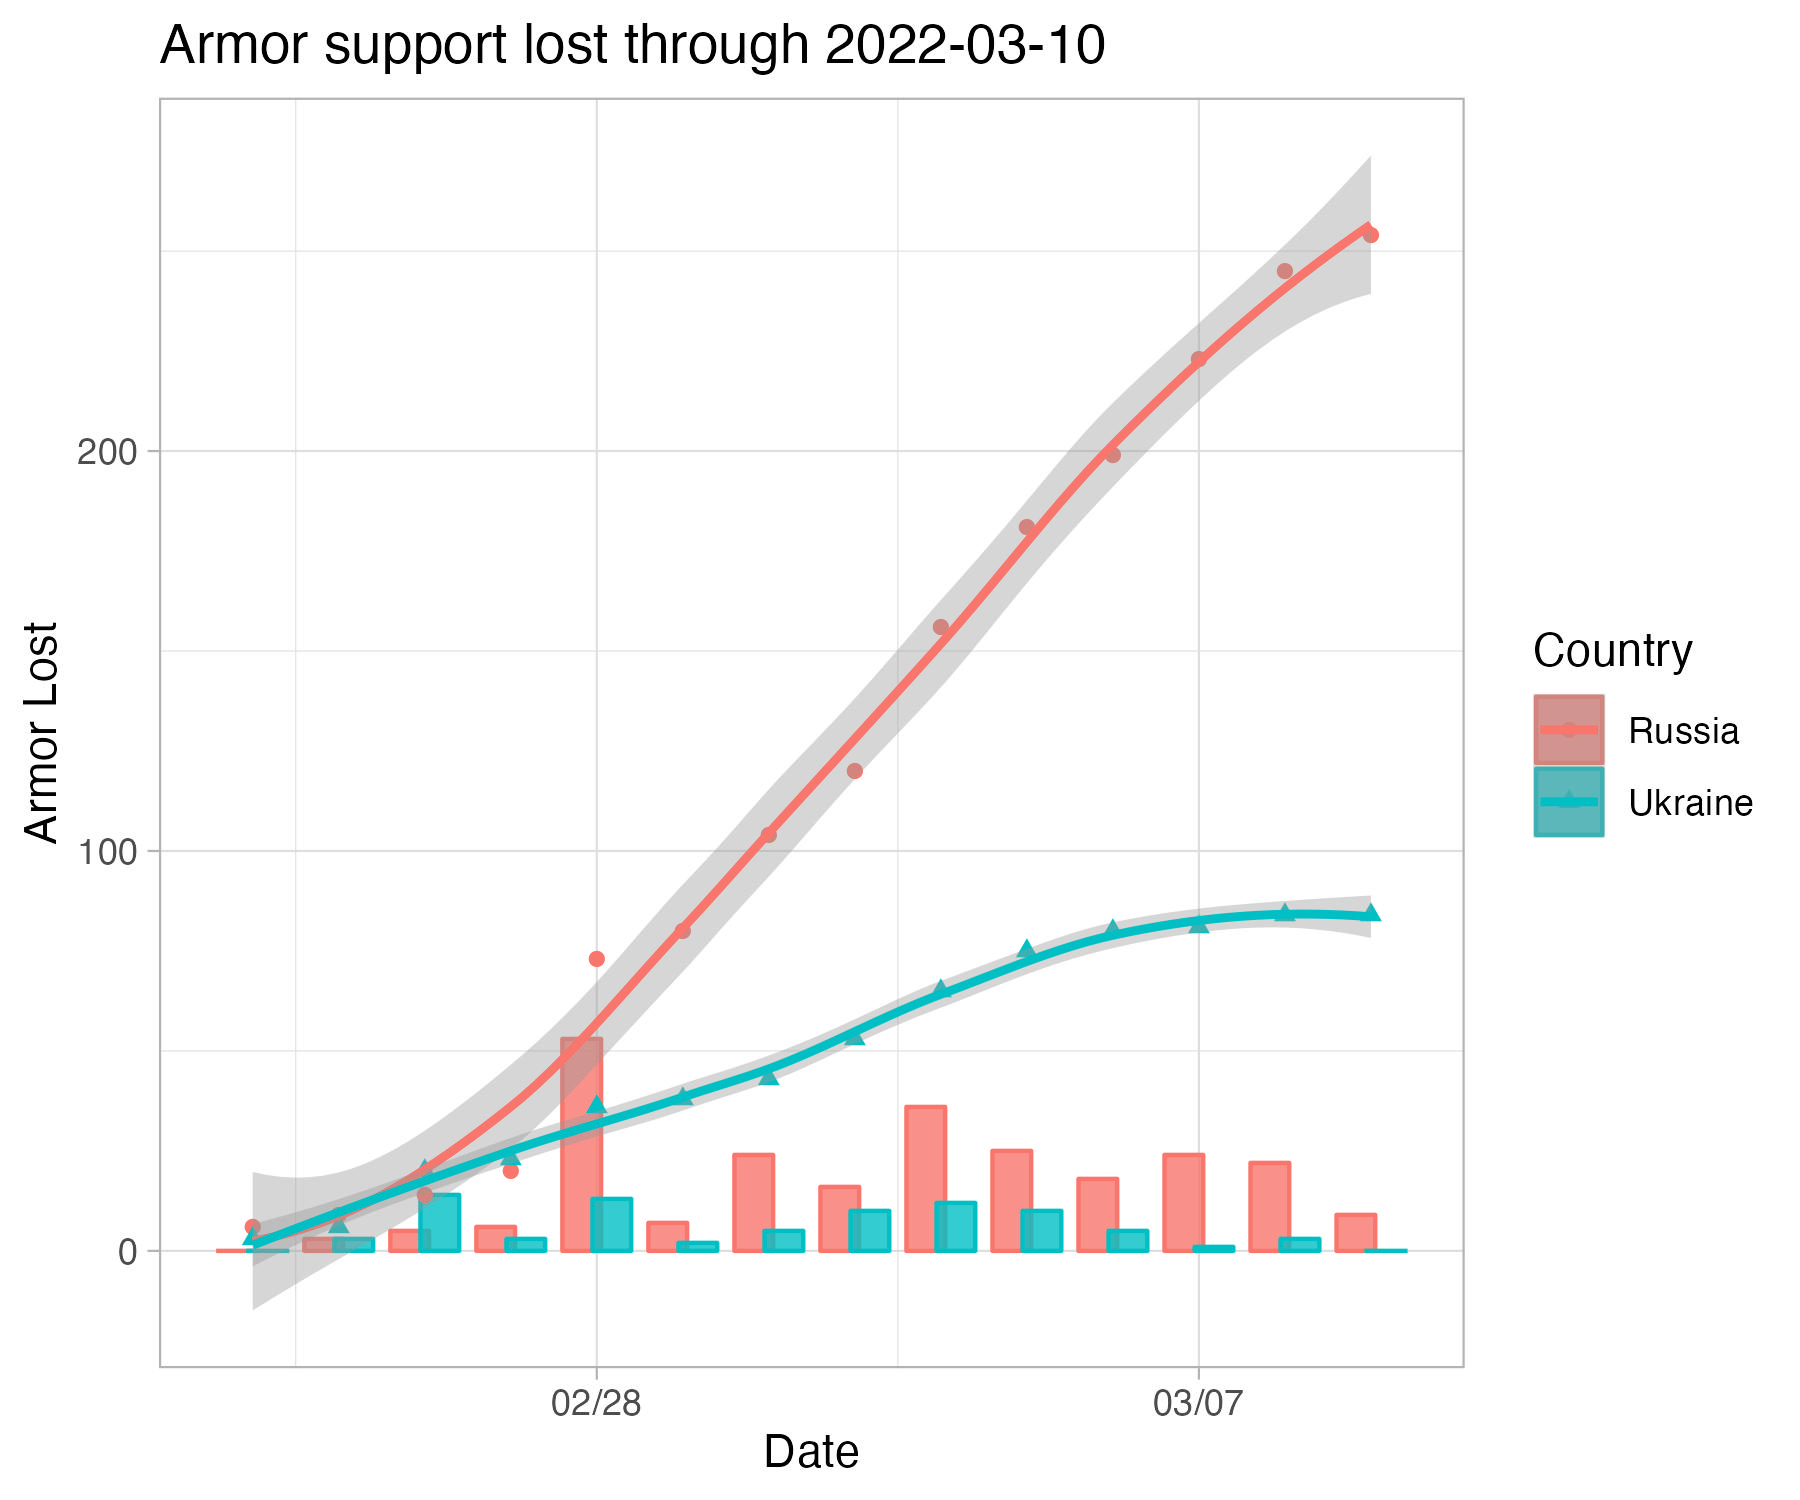 Armor support lost through 2022-03-10
Armor Lost
200
100
0
02/28
03/07
Date
Country
Russia
Ukraine